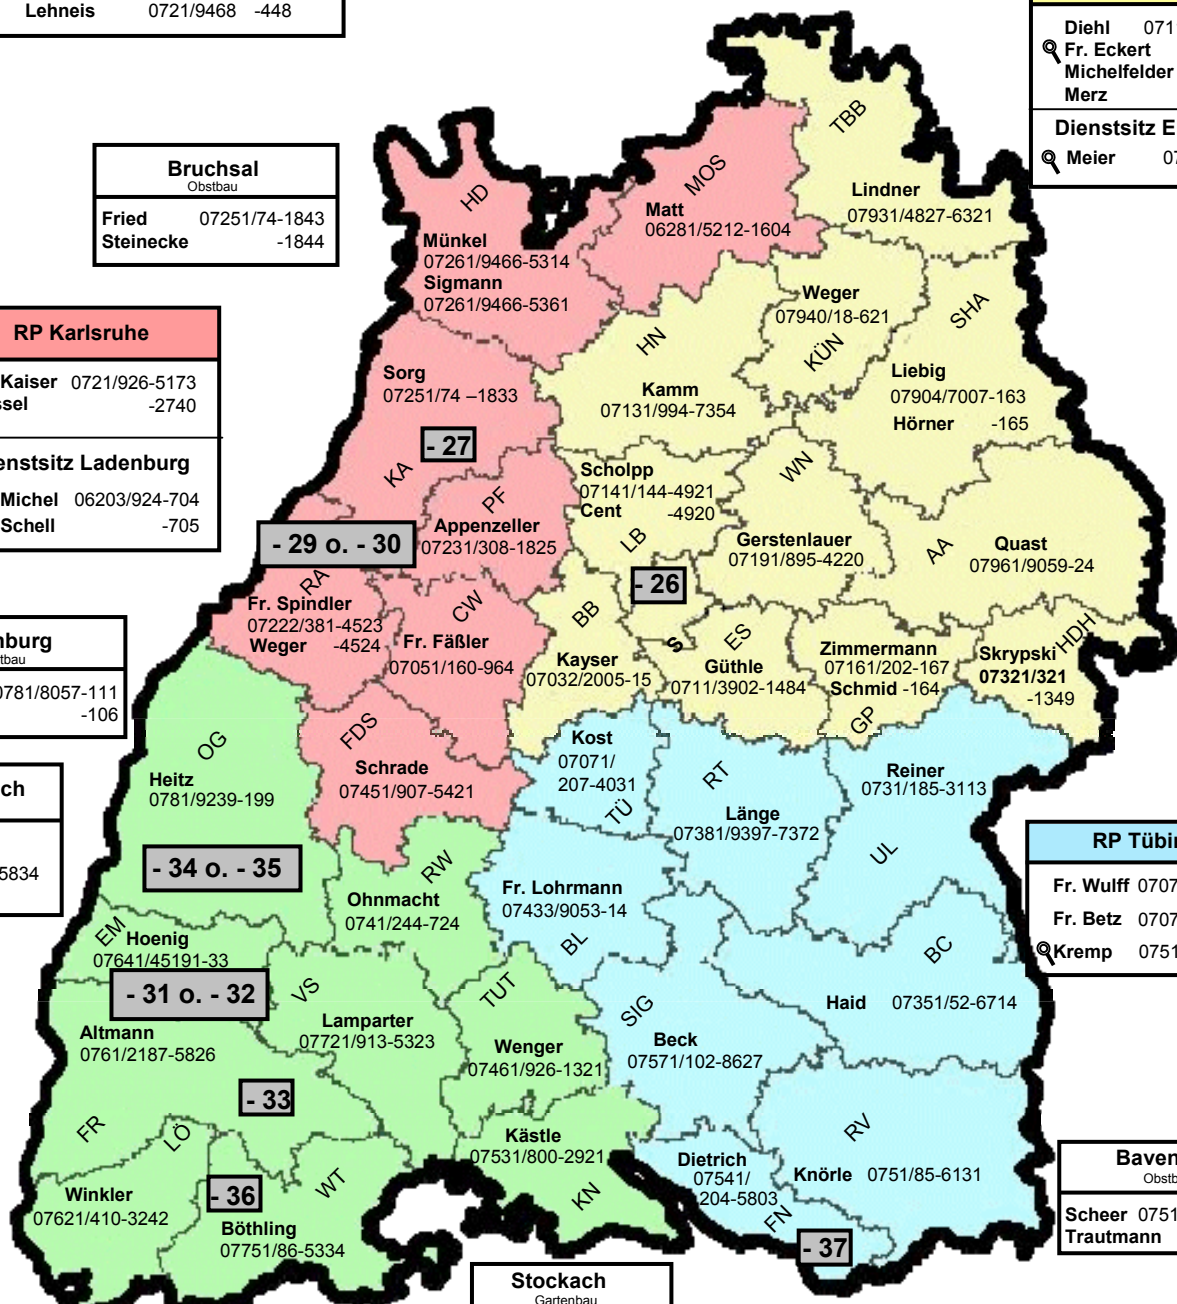 Lehneis 0721/9468 -448
Diehl
Fr. Eckert
Michelfelder
Merz
Dienstsitz
Meier
Bruchsal
Obstbau
Fried 07251/74-1843
Steinecke -1844
RP Karlsruhe
Kaiser 0721/926-5173
-2740
Ladenburg
Michel 06203/924-704
Schell -705
0781/8057-111
-106
TBB
Lindner
07931/4827-6321
MOS
Matt
06281/5212-1604
HD
Münkel
07261/9466-5314
Sigmann
07261/9466-5361
Weger
07940/18-621
KÜN
SHA
Liebig
07904/7007-163
Hörner -165
HN
Kamm
07131/994-7354
Sorg
07251/74 –1833
- 27
KA
PF
Appenzeller
07231/308-1825
- 29 o. - 30
Scholpp
07141/144-4921
Cent -4920
LB
WN
Gerstenlauer
07191/895-4220
AA
Quast
07961/9059-24
- 26
RA
Fr. Spindler
07222/381-4523
Weger -4524
CW
Fr. Fäßler
07051/160-964
BB
Kayser
07032/2005-15
S
ES
Güthle
0711/3902-1484
Zimmermann
07161/202-167
Schmid -164
GP
HDH
Skrypski
07321/321
-1349
OG
Heitz
0781/9239-199
FDS
Schrade
07451/907-5421
Kost
07071/
207-4031
TÜ
RT
Länge
07381/9397-7372
Reiner
0731/185-3113
UL
- 34 o. - 35
RW
Ohnmacht
0741/244-724
Fr. Lohrmann
07433/9053-14
BL
RP
Fr. Wulff
Fr. Betz
Kremp
EM
Hoenig
07641/45191-33
- 31 o. - 32
VS
Lamparter
07721/913-5323
TUT
Wenger
07461/926-1321
SIG
Beck
07571/102-8627
BC
Haid 07351/52-6714
Altmann
0761/2187-5826
- 33
FR
LÖ
Winkler
07621/410-3242
- 36
WT
Böthling
07751/86-5334
Kästle
07531/800-2921
KN
Dietrich
07541/
204-5803
FN
RV
Knörle 0751/85-6131
- 37
Scheer
Trautmann
Stockach
Gartenbau